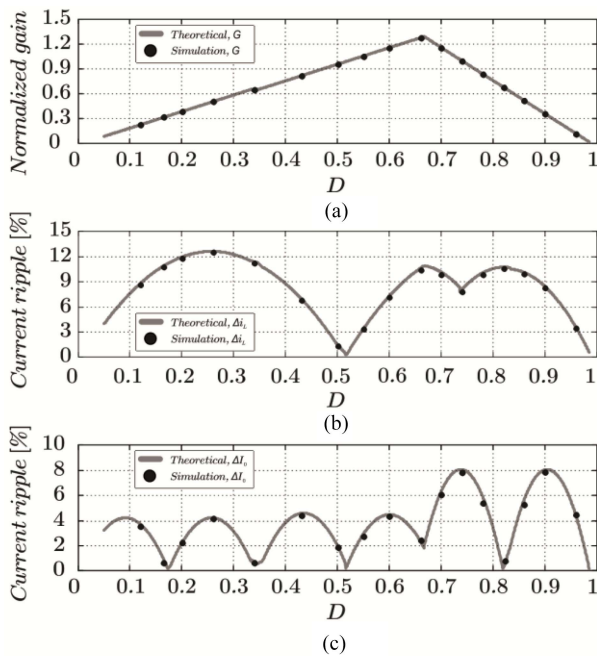 (a)
Normalized gain
1.5
1.2
0.9
0.6
0.3
0
Theoretical, G
Simulation, G
0 0.1 0.2 0.3 0.4 0.5 0.6 0.7 0.8 0.9 1
D
(a)
Current ripple [%]
15
12
9
6
3
0
Theoretical, Δi_L
Simulation, Δi_L
0 0.1 0.2 0.3 0.4 0.5 0.6 0.7 0.8 0.9 1
D
(b)
Current ripple [%]
10
8
6
4
2
0
Theoretical, ΔI_0
Simulation, ΔI_0
0 0.1 0.2 0.3 0.4 0.5 0.6 0.7 0.8 0.9 1
D
(c)